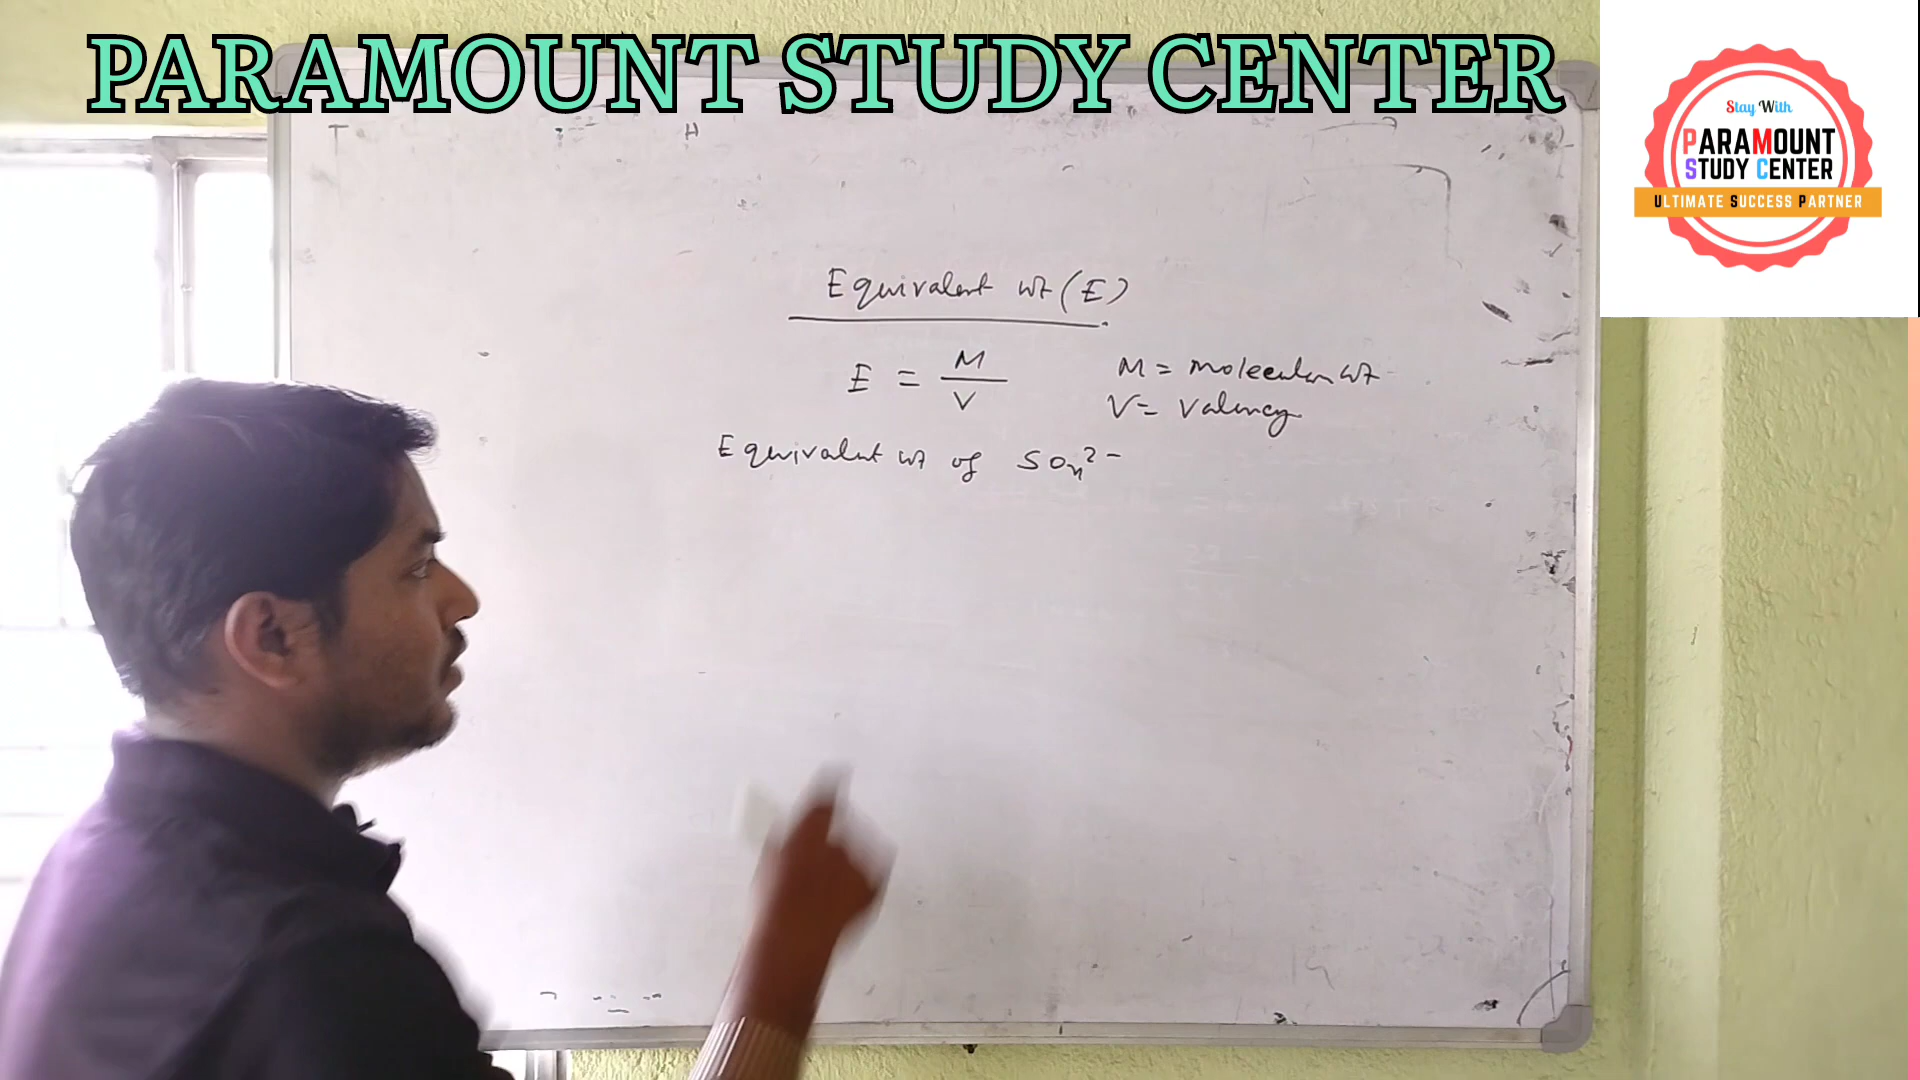 PARAMOUNT STUDY CENTER
Stay With
PARAMOUNT
STUDY CENTER
ULTIMATE SUCCESS PARTNER
T H
Equivalent wt (E)
E = M/V
M = molecular wt
V = Valency
Equivalent wt of SO₄²⁻